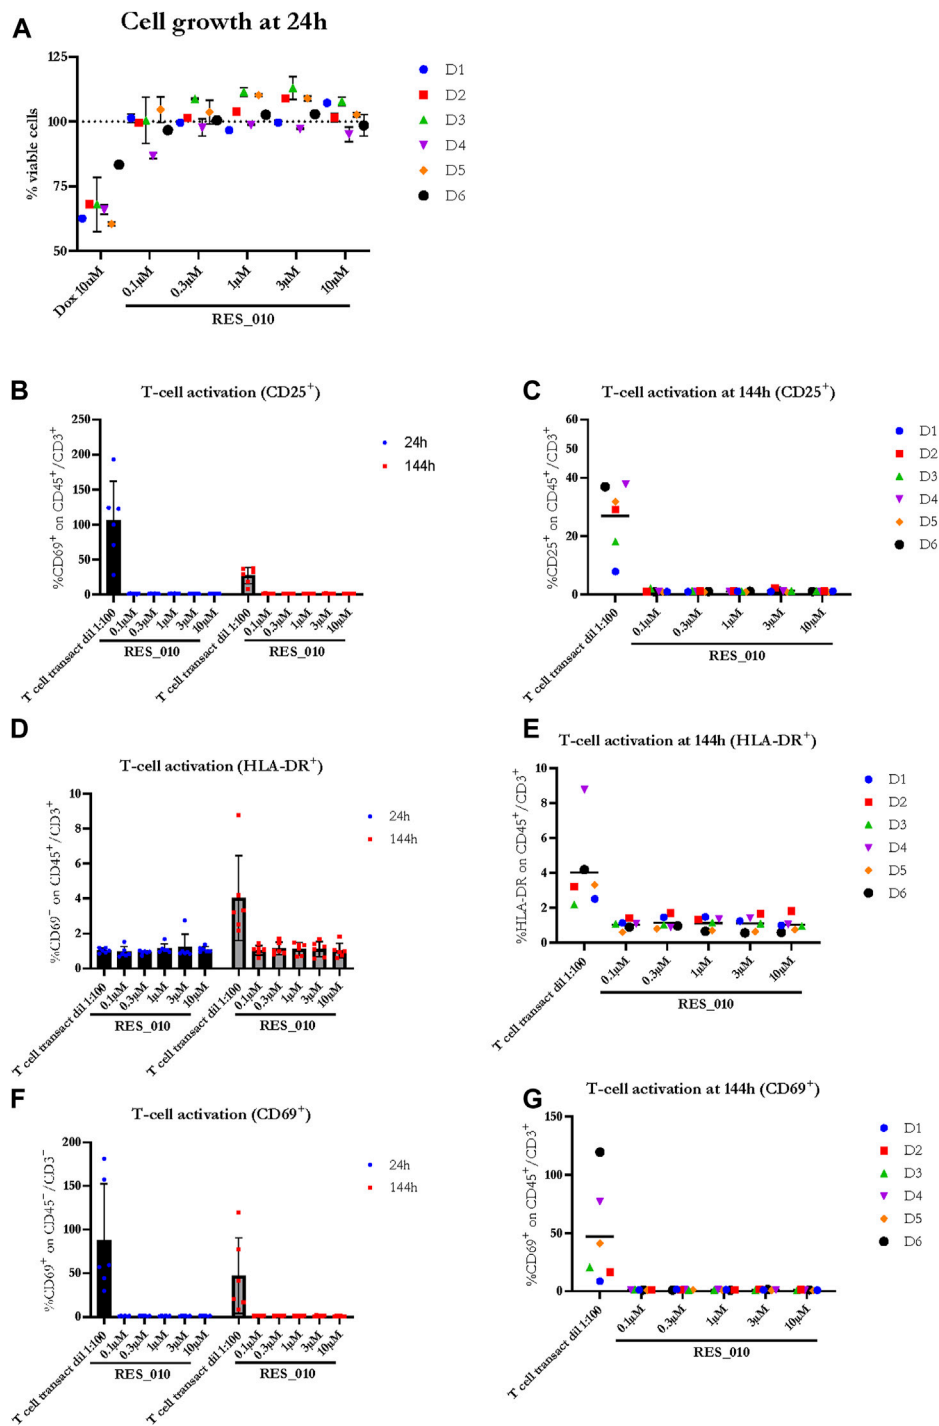 A
Cell growth at 24h
% viable cells
125
100
75
50
Dox 10uM
0.1µM
0.3µM
1µM
3µM
10µM
RES_010
D1
D2
D3
D4
D5
D6
B
T-cell activation (CD25⁺)
%CD69⁺ on CD45⁺/CD3⁺
250
200
150
100
50
0
T cell transact dil 1:100
0.1µM
0.3µM
1µM
3µM
10µM
RES_010
T cell transact dil 1:100
0.1µM
0.3µM
1µM
3µM
10µM
RES_010
24h
144h
C
T-cell activation at 144h (CD25⁺)
%CD25⁺ on CD45⁺/CD3⁺
60
40
20
0
T cell transact dil 1:100
0.1µM
0.3µM
1µM
3µM
10µM
RES_010
D1
D2
D3
D4
D5
D6
D
T-cell activation (HLA-DR⁺)
%CD69⁻ on CD45⁺/CD3⁺
10
8
6
4
2
0
T cell transact dil 1:100
0.1µM
0.3µM
1µM
3µM
10µM
RES_010
T cell transact dil 1:100
0.1µM
0.3µM
1µM
3µM
10µM
RES_010
24h
144h
E
T-cell activation at 144h (HLA-DR⁺)
%HLA-DR on CD45⁺/CD3⁺
10
8
6
4
2
0
T cell transact dil 1:100
0.1µM
0.3µM
1µM
3µM
10µM
RES_010
D1
D2
D3
D4
D5
D6
F
T-cell activation (CD69⁺)
%CD69⁺ on CD45⁻/CD3⁻
200
150
100
50
0
T cell transact dil 1:100
0.1µM
0.3µM
1µM
3µM
10µM
RES_010
T cell transact dil 1:100
0.1µM
0.3µM
1µM
3µM
10µM
RES_010
24h
144h
G
T-cell activation at 144h (CD69⁺)
%CD69⁺ on CD45⁺/CD3⁺
150
100
50
0
T cell transact dil 1:100
0.1µM
0.3µM
1µM
3µM
10µM
RES_010
D1
D2
D3
D4
D5
D6